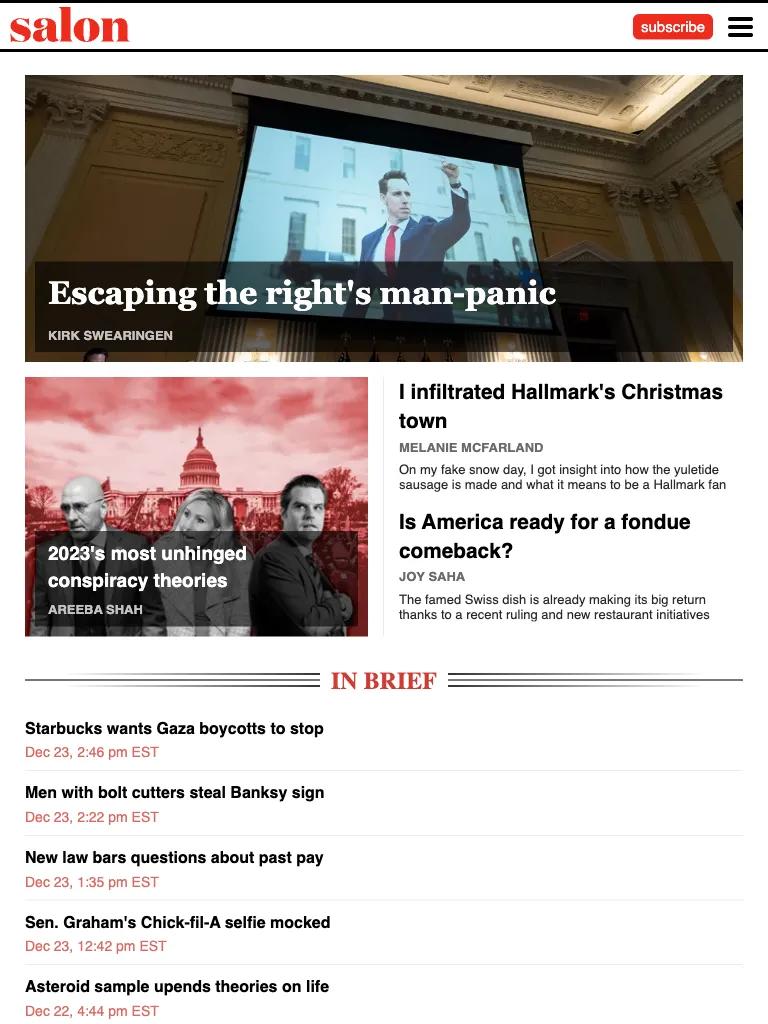 salon
subscribe
Escaping the right's man-panic
KIRK SWEARINGEN
2023's most unhinged
conspiracy theories
AREEBA SHAH
I infiltrated Hallmark's Christmas
town
MELANIE MCFARLAND
On my fake snow day, I got insight into how the yuletide
sausage is made and what it means to be a Hallmark fan
Is America ready for a fondue
comeback?
JOY SAHA
The famed Swiss dish is already making its big return
thanks to a recent ruling and new restaurant initiatives
IN BRIEF
Starbucks wants Gaza boycotts to stop
Dec 23, 2:46 pm EST
Men with bolt cutters steal Banksy sign
Dec 23, 2:22 pm EST
New law bars questions about past pay
Dec 23, 1:35 pm EST
Sen. Graham's Chick-fil-A selfie mocked
Dec 23, 12:42 pm EST
Asteroid sample upends theories on life
Dec 22, 4:44 pm EST